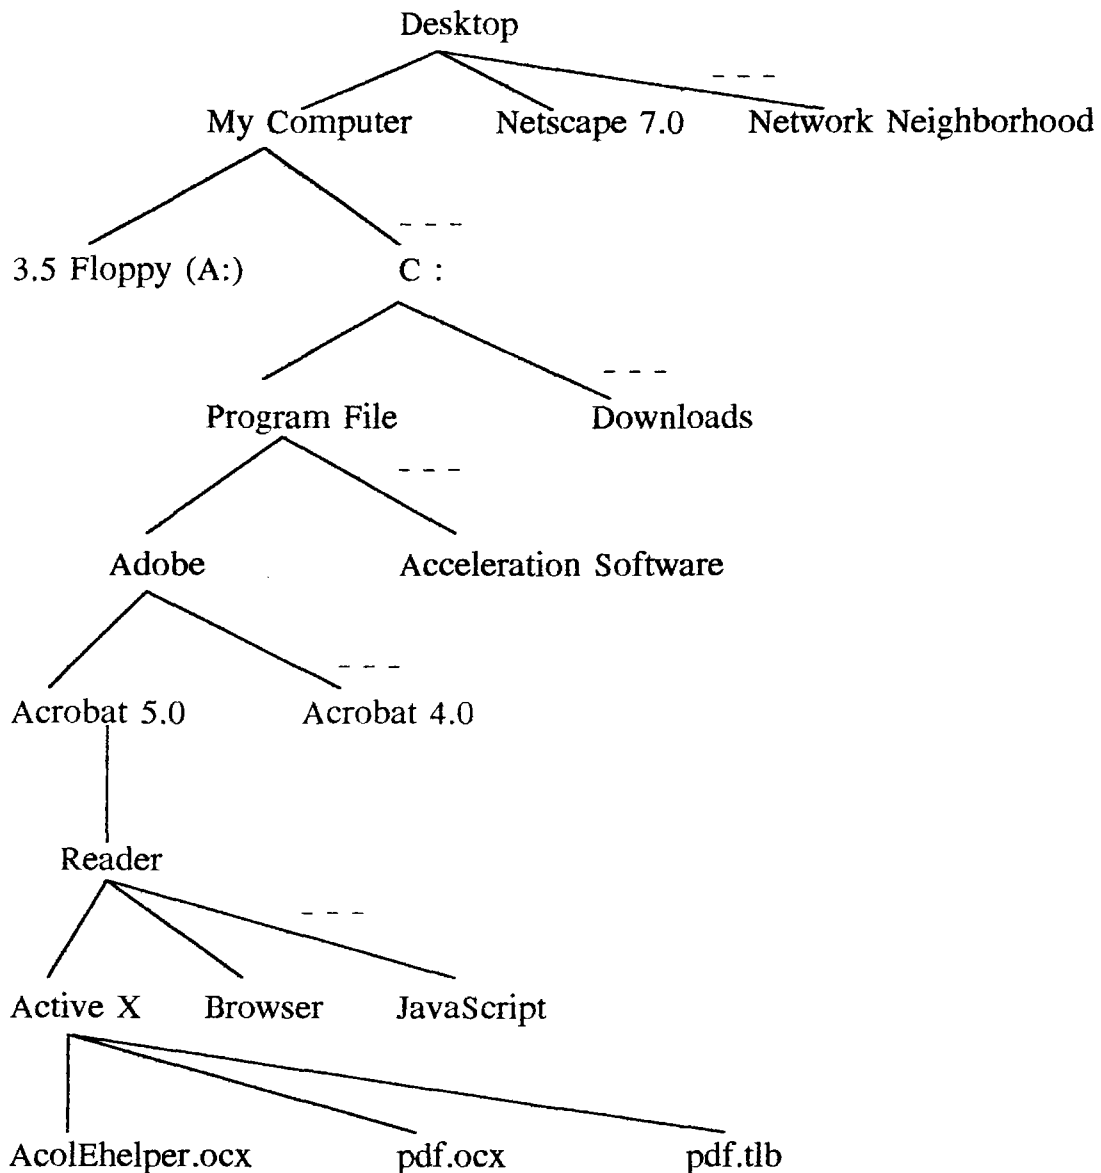 Desktop
- - -
My Computer Netscape 7.0 Network Neighborhood
- - -
3.5 Floppy (A:) C :
- - -
Program File Downloads
- - -
Adobe Acceleration Software
- - -
Acrobat 5.0 Acrobat 4.0
Reader
- - -
Active X Browser JavaScript
AcolEhelper.ocx pdf.ocx pdf.tlb